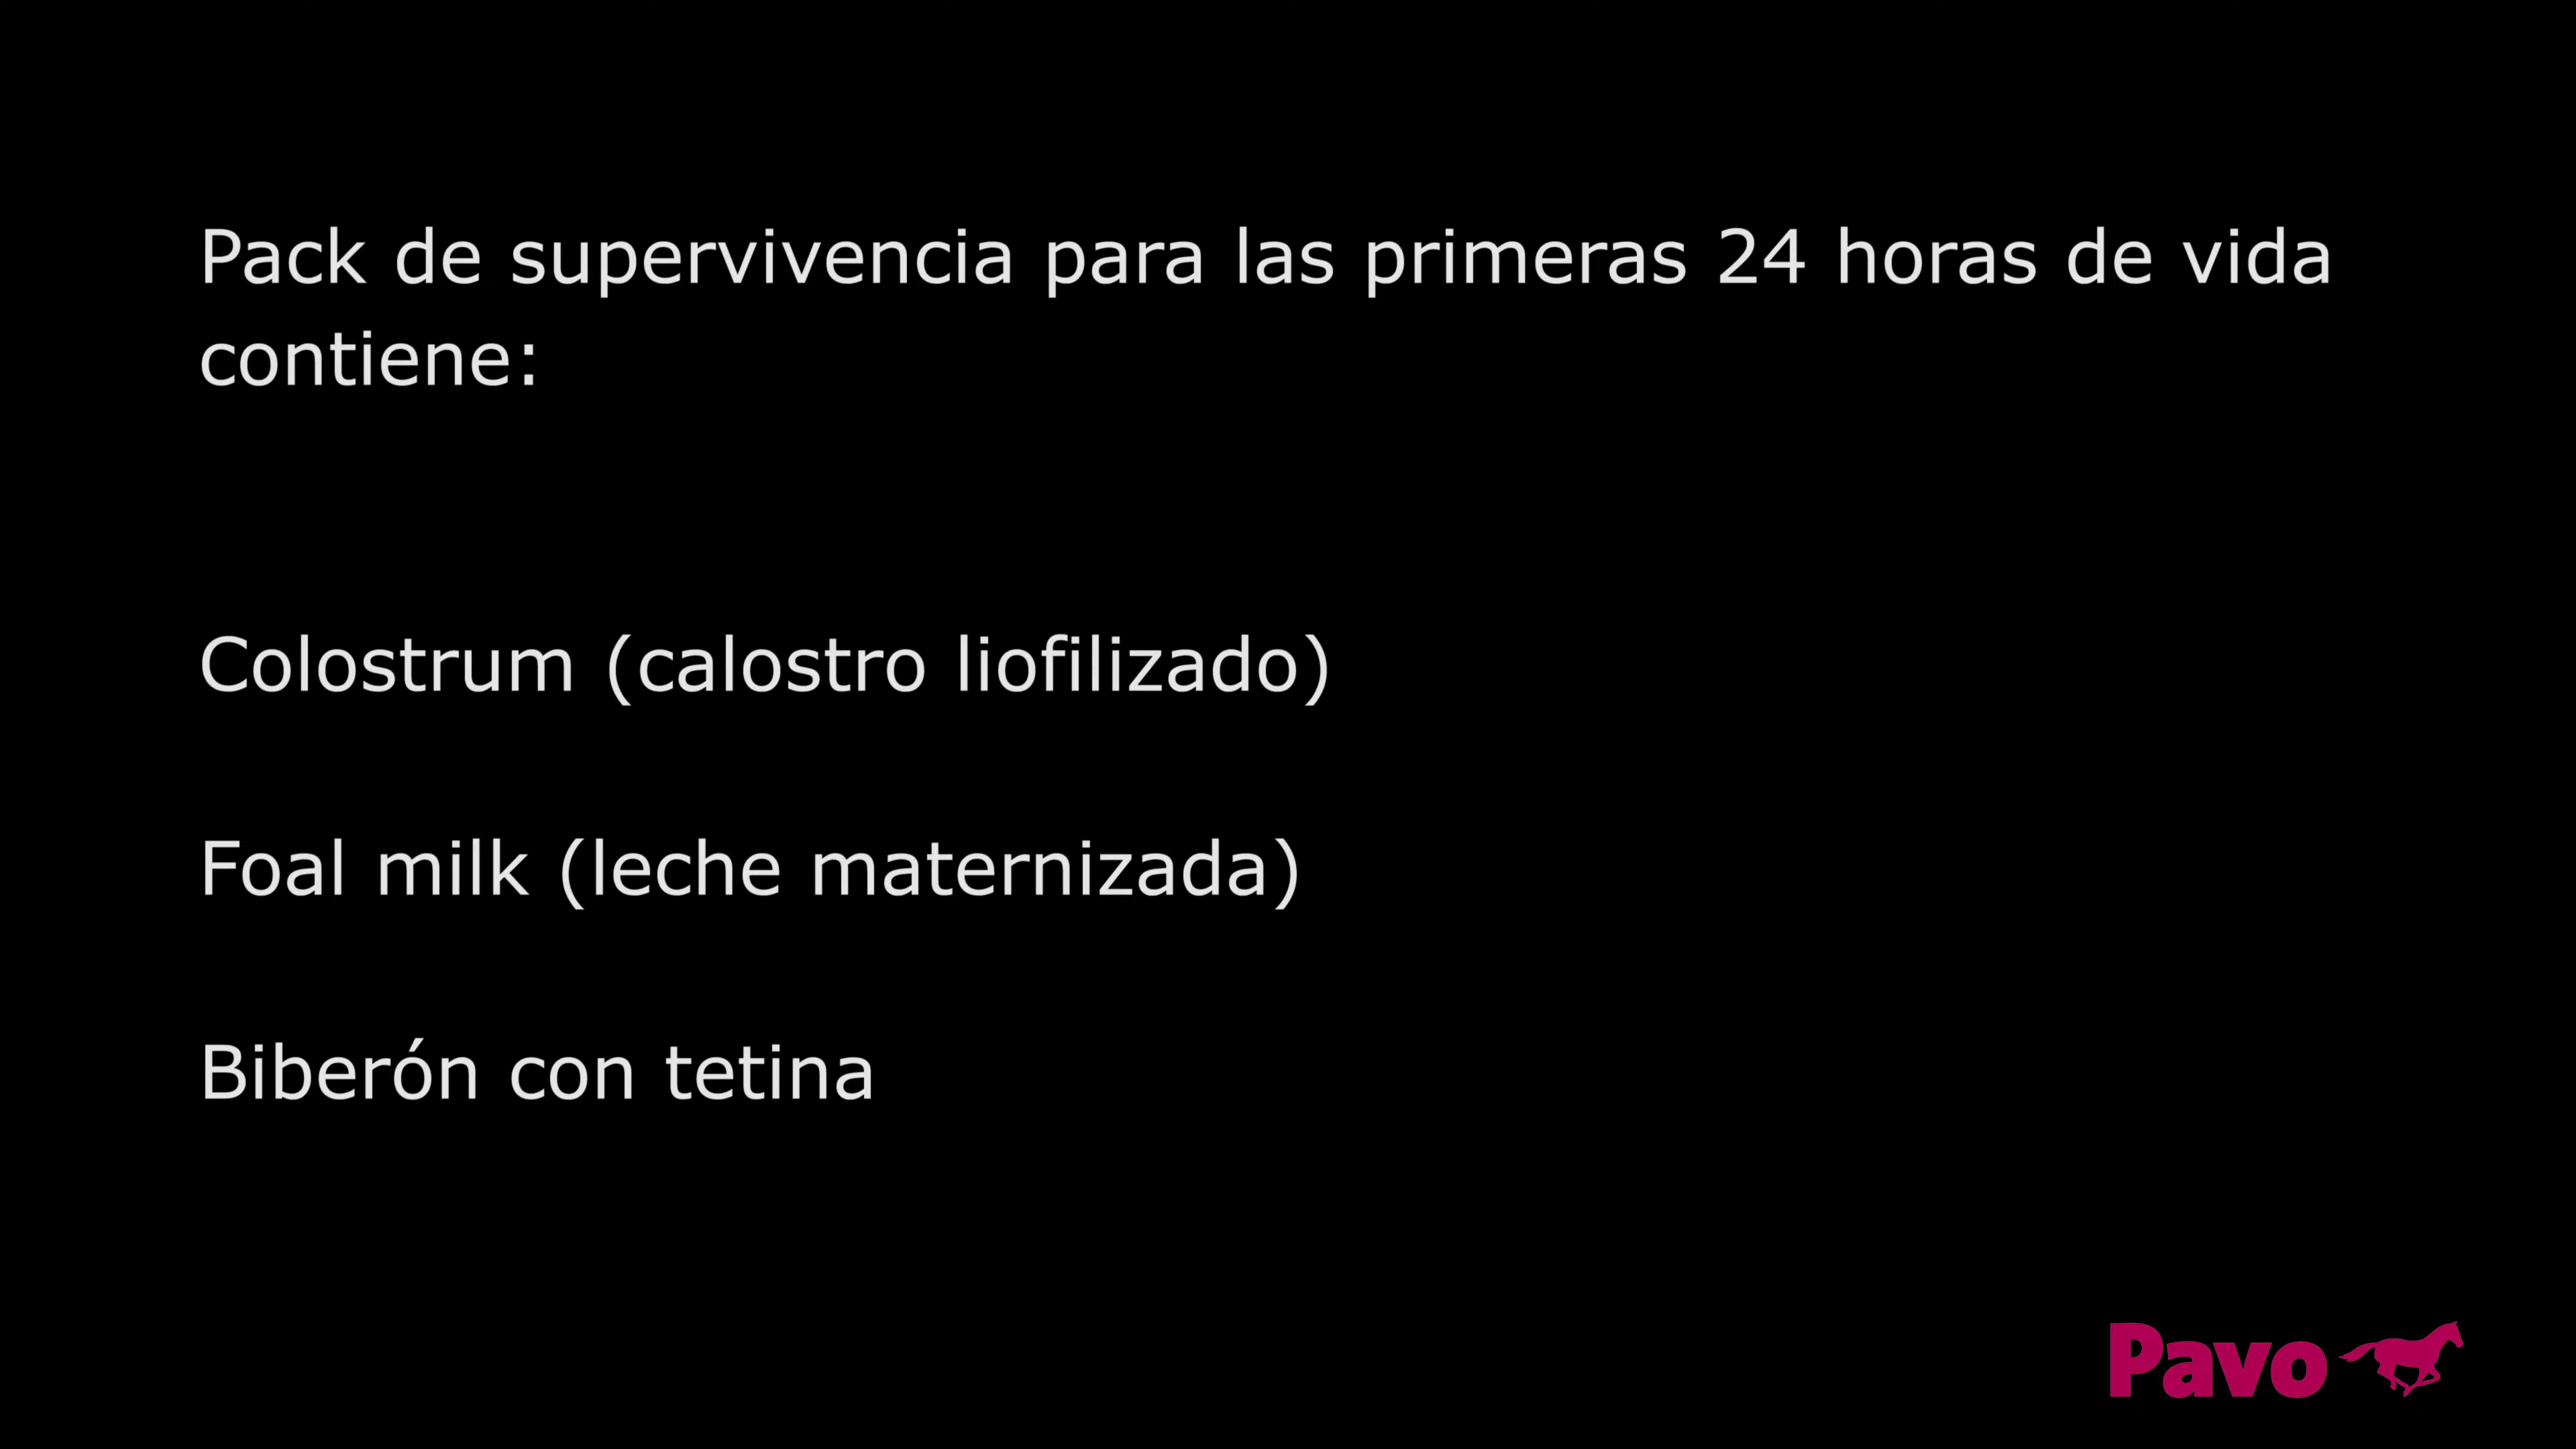 Pack de supervivencia para las primeras 24 horas de vida
contiene:
Colostrum (calostro liofilizado)
Foal milk (leche maternizada)
Biberón con tetina
Pavo